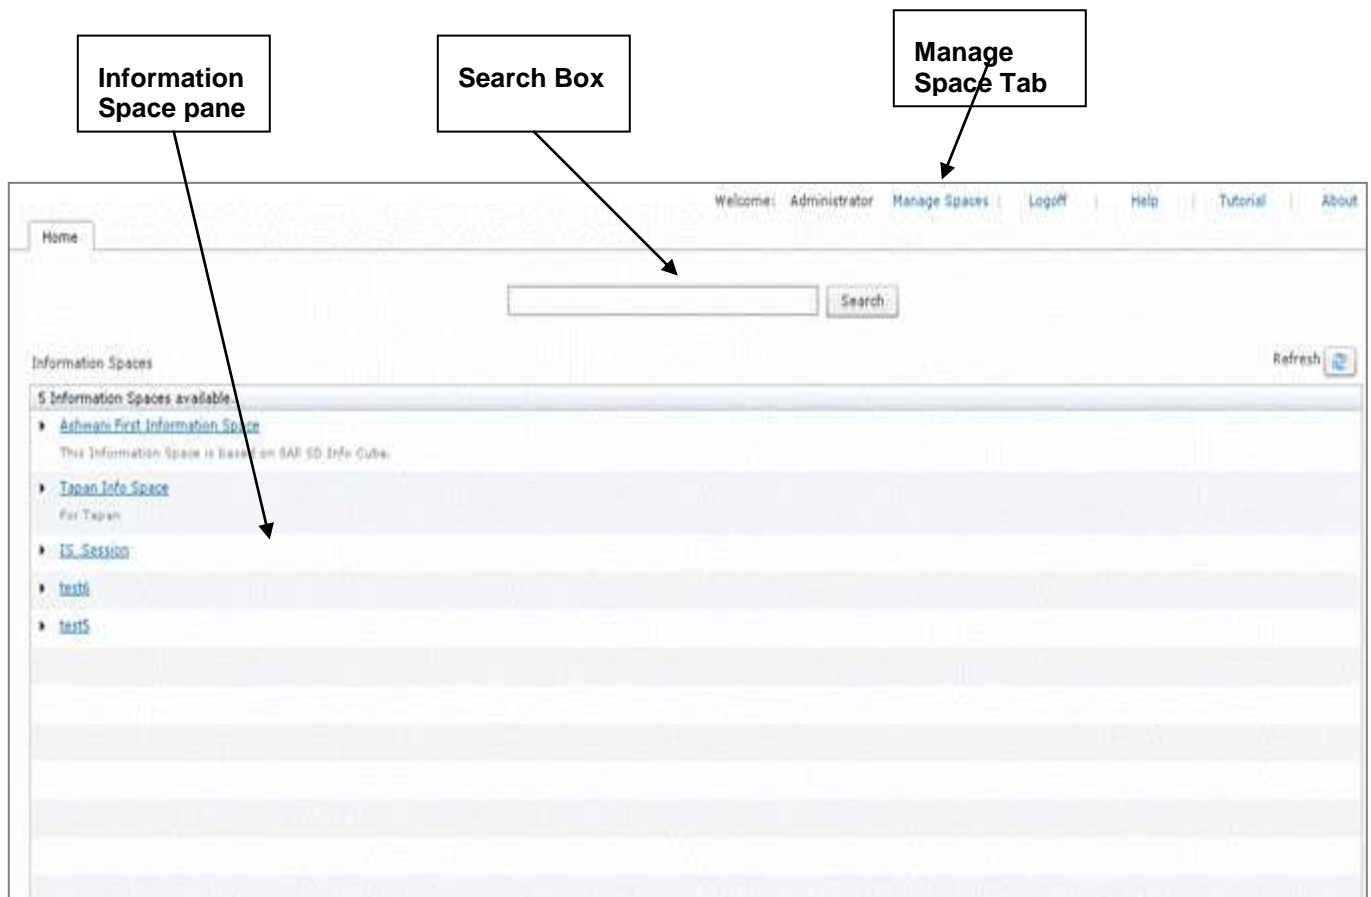 Information
Space pane
Search Box
Manage
Space Tab
Welcome: Administrator Manage Spaces | Logoff | Help | Tutorial | About
Home
Search
Information Spaces
Refresh
5 Information Spaces available.
Ashwani First Information Space
This Information Space is based on SAP SD Info Cube.
Tapan Info Space
For Tapan
IS_Session
test6
test5